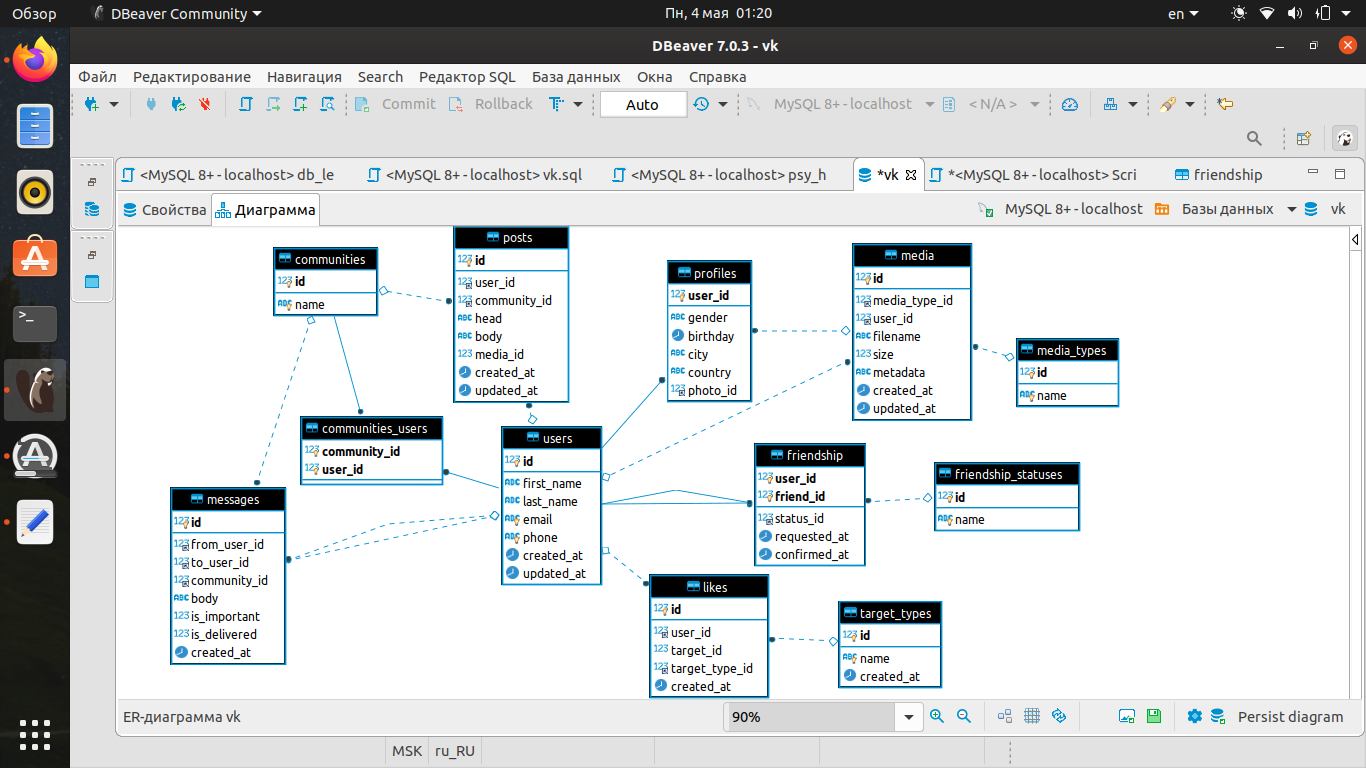 Обзор
DBeaver Community
Пн, 4 мая 01:20
en
DBeaver 7.0.3 - vk
Файл Редактирование Навигация Search Редактор SQL База данных Окна Справка
Commit Rollback Auto MySQL 8+ - localhost < N/A >
<MySQL 8+ - localhost> db_le
<MySQL 8+ - localhost> vk.sql
<MySQL 8+ - localhost> psy_h
*vk
*<MySQL 8+ - localhost> Scri
friendship
Свойства
Диаграмма
MySQL 8+ - localhost
Базы данных
vk
communities
id
name
posts
id
user_id
community_id
head
body
media_id
created_at
updated_at
profiles
user_id
gender
birthday
city
country
photo_id
media
id
media_type_id
user_id
filename
size
metadata
created_at
updated_at
media_types
id
name
communities_users
community_id
user_id
users
id
first_name
last_name
email
phone
created_at
updated_at
friendship
user_id
friend_id
status_id
requested_at
confirmed_at
friendship_statuses
id
name
messages
id
from_user_id
to_user_id
community_id
body
is_important
is_delivered
created_at
likes
id
user_id
target_id
target_type_id
created_at
target_types
id
name
created_at
ER-диаграмма vk
90%
Persist diagram
MSK
ru_RU